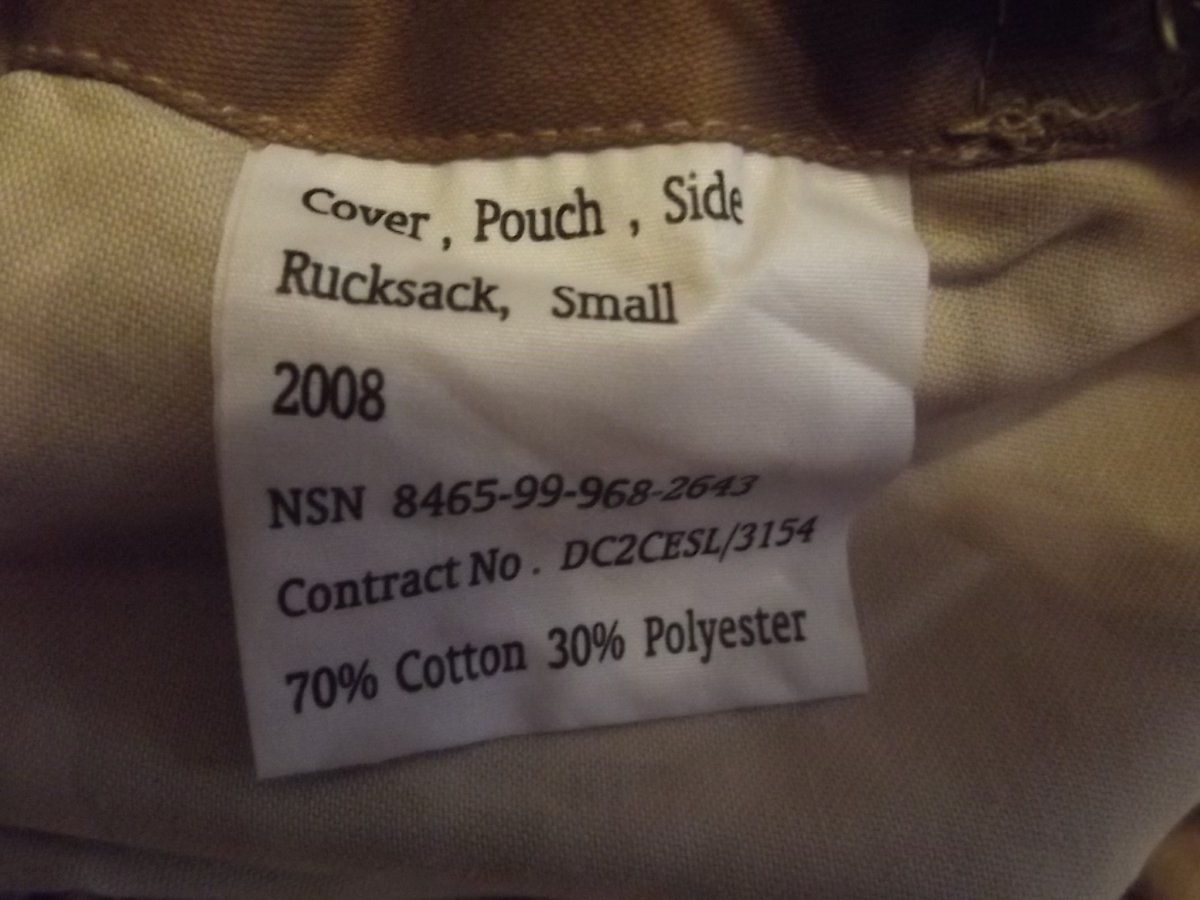 Cover, Pouch, Side
Rucksack, Small
2008
NSN 8465-99-968-2643
Contract No. DC2CESL/3154
70% Cotton 30% Polyester